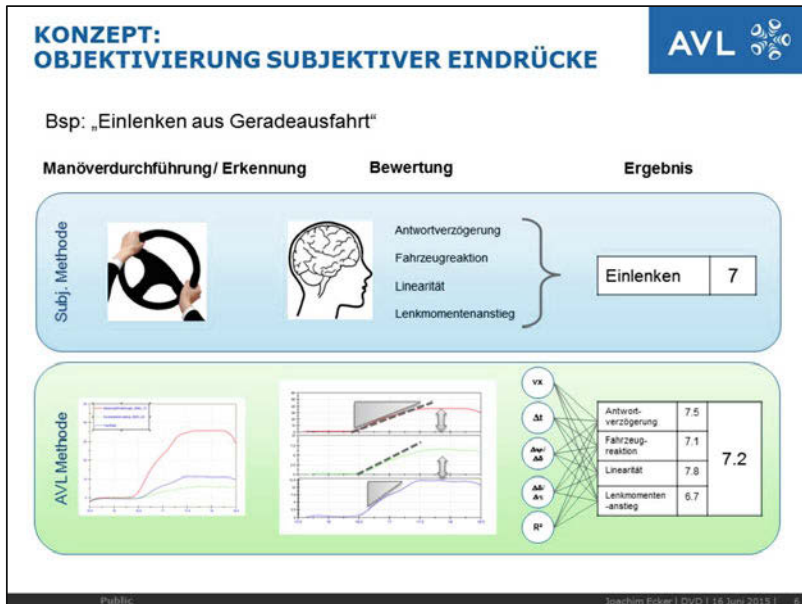 KONZEPT:
OBJEKTIVIERUNG SUBJEKTIVER EINDRÜCKE
AVL
Bsp: „Einlenken aus Geradeausfahrt“
Manöverdurchführung/ Erkennung
Bewertung
Ergebnis
Subj. Methode
Antwortverzögerung
Fahrzeugreaktion
Linearität
Lenkmomentenanstieg
Einlenken 7
AVL Methode
vx
Δt
R²
Antwort-
verzögerung 7.5
Fahrzeug-
reaktion 7.1
Linearität 7.8
Lenkmomenten
-anstieg 6.7
7.2
Public
Joachim Ecker | DVD | 16 Juni 2015 | 6